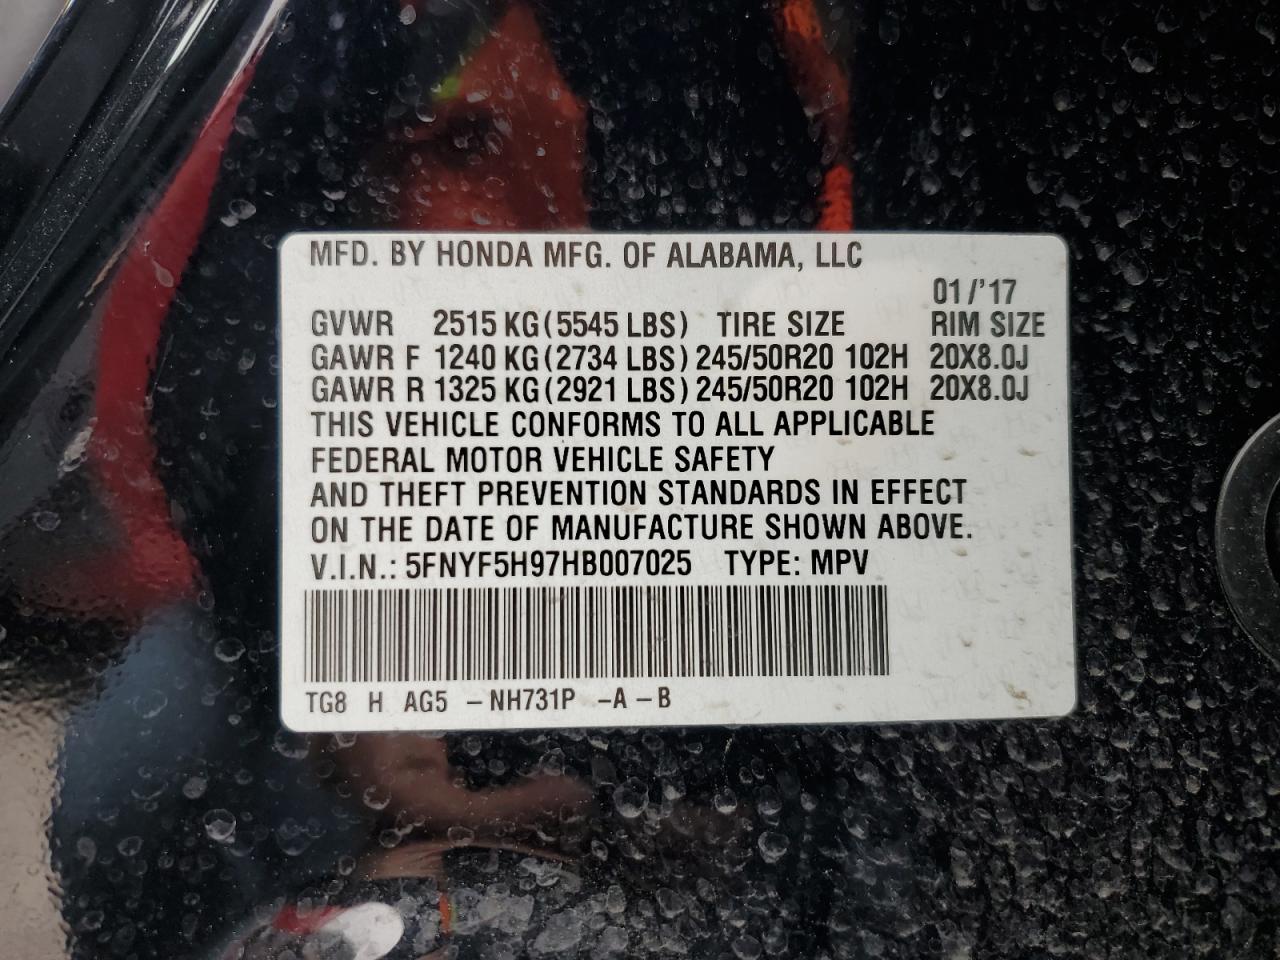 MFD. BY HONDA MFG. OF ALABAMA, LLC
01/'17
GVWR 2515 KG (5545 LBS) TIRE SIZE RIM SIZE
GAWR F 1240 KG (2734 LBS) 245/50R20 102H 20X8.0J
GAWR R 1325 KG (2921 LBS) 245/50R20 102H 20X8.0J
THIS VEHICLE CONFORMS TO ALL APPLICABLE
FEDERAL MOTOR VEHICLE SAFETY
AND THEFT PREVENTION STANDARDS IN EFFECT
ON THE DATE OF MANUFACTURE SHOWN ABOVE.
V.I.N.: 5FNYF5H97HB007025 TYPE: MPV
TG8 H AG5 - NH731P -A - B